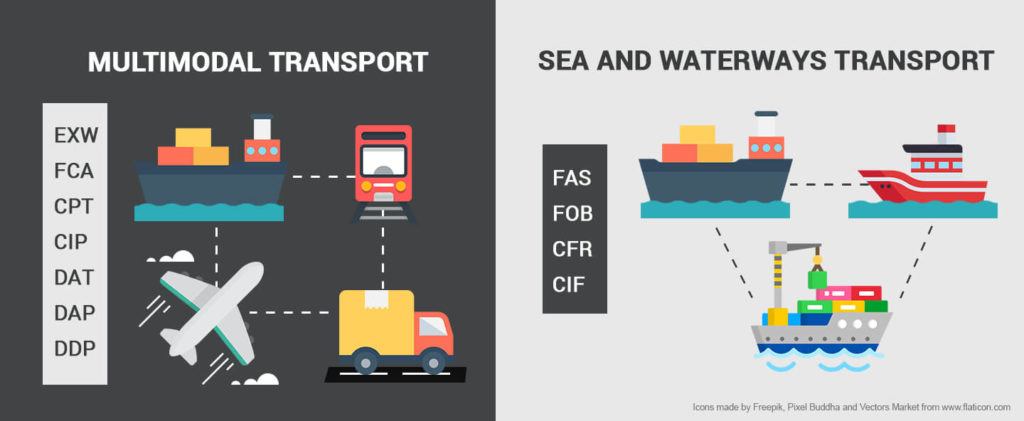 MULTIMODAL TRANSPORT
EXW
FCA
CPT
CIP
DAT
DAP
DDP
SEA AND WATERWAYS TRANSPORT
FAS
FOB
CFR
CIF
Icons made by Freepik, Pixel Buddha and Vectors Market from www.flaticon.com